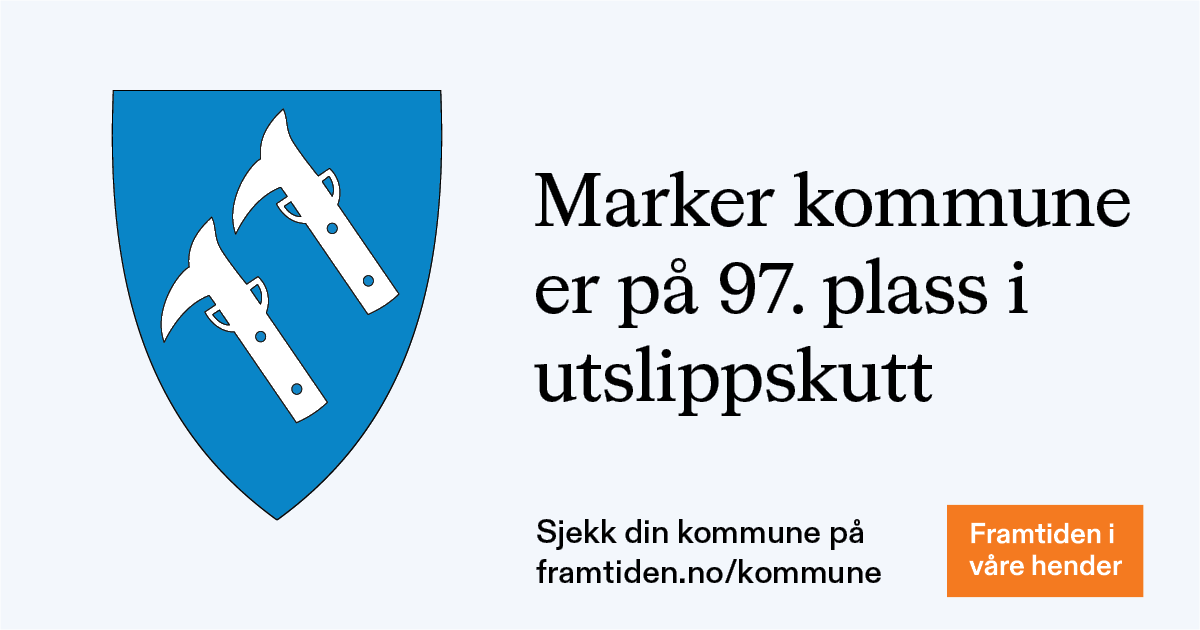 Marker kommune
er på 97. plass i
utslippskutt
Sjekk din kommune på
framtiden.no/kommune
Framtiden i
våre hender